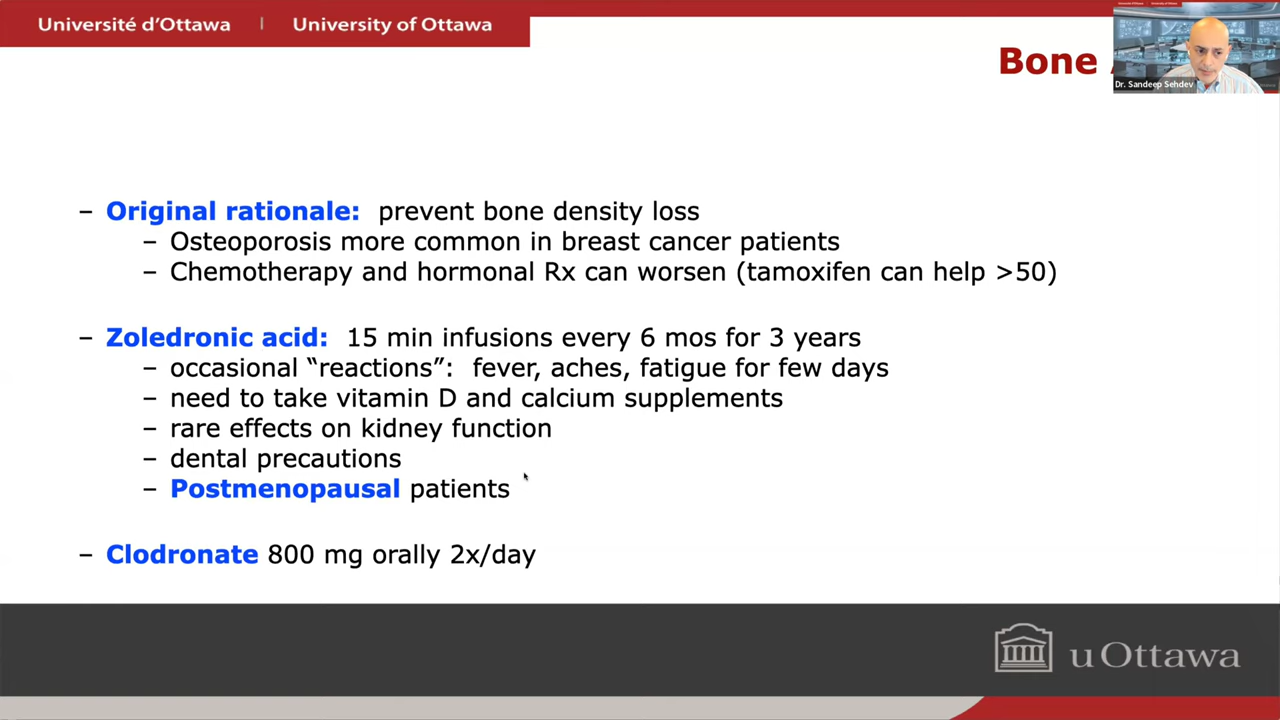 Université d'Ottawa | University of Ottawa
Bone
Dr. Sandeep Sehdev
– Original rationale: prevent bone density loss
– Osteoporosis more common in breast cancer patients
– Chemotherapy and hormonal Rx can worsen (tamoxifen can help >50)
– Zoledronic acid: 15 min infusions every 6 mos for 3 years
– occasional “reactions”: fever, aches, fatigue for few days
– need to take vitamin D and calcium supplements
– rare effects on kidney function
– dental precautions
– Postmenopausal patients
– Clodronate 800 mg orally 2x/day
uOttawa